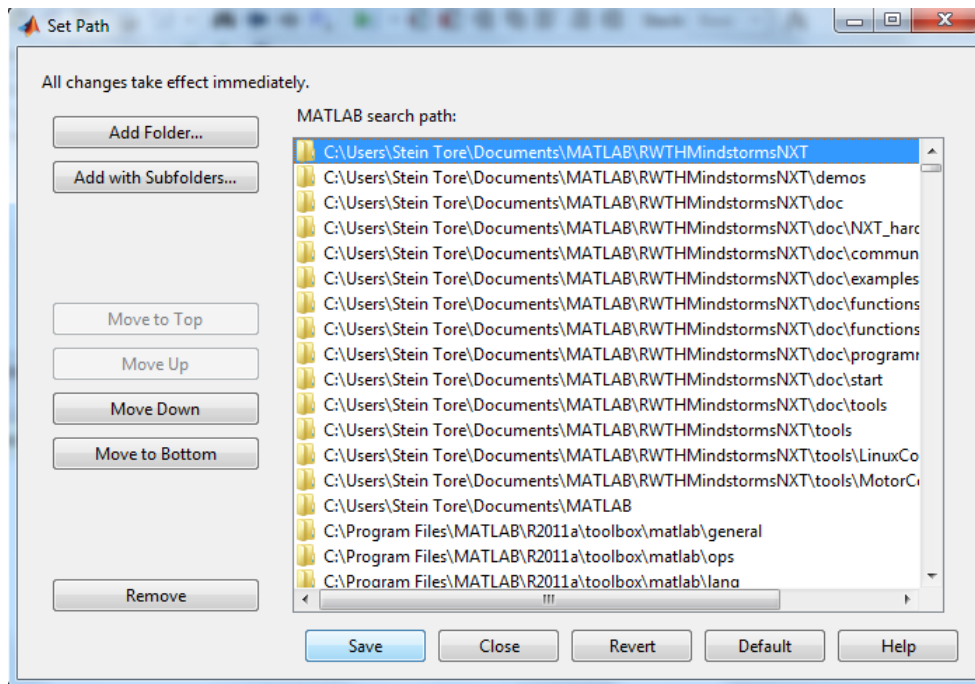 Set Path
All changes take effect immediately.
Add Folder...
Add with Subfolders...
Move to Top
Move Up
Move Down
Move to Bottom
Remove
MATLAB search path:
C:\Users\Stein Tore\Documents\MATLAB\RWTHMindstormsNXT
C:\Users\Stein Tore\Documents\MATLAB\RWTHMindstormsNXT\demos
C:\Users\Stein Tore\Documents\MATLAB\RWTHMindstormsNXT\doc
C:\Users\Stein Tore\Documents\MATLAB\RWTHMindstormsNXT\doc\NXT_harc
C:\Users\Stein Tore\Documents\MATLAB\RWTHMindstormsNXT\doc\commun
C:\Users\Stein Tore\Documents\MATLAB\RWTHMindstormsNXT\doc\examples
C:\Users\Stein Tore\Documents\MATLAB\RWTHMindstormsNXT\doc\functions
C:\Users\Stein Tore\Documents\MATLAB\RWTHMindstormsNXT\doc\functions
C:\Users\Stein Tore\Documents\MATLAB\RWTHMindstormsNXT\doc\program
C:\Users\Stein Tore\Documents\MATLAB\RWTHMindstormsNXT\doc\start
C:\Users\Stein Tore\Documents\MATLAB\RWTHMindstormsNXT\doc\tools
C:\Users\Stein Tore\Documents\MATLAB\RWTHMindstormsNXT\tools
C:\Users\Stein Tore\Documents\MATLAB\RWTHMindstormsNXT\tools\LinuxCo
C:\Users\Stein Tore\Documents\MATLAB\RWTHMindstormsNXT\tools\MotorC
C:\Users\Stein Tore\Documents\MATLAB
C:\Program Files\MATLAB\R2011a\toolbox\matlab\general
C:\Program Files\MATLAB\R2011a\toolbox\matlab\ops
C:\Program Files\MATLAB\R2011a\toolbox\matlab\lang
Save
Close
Revert
Default
Help